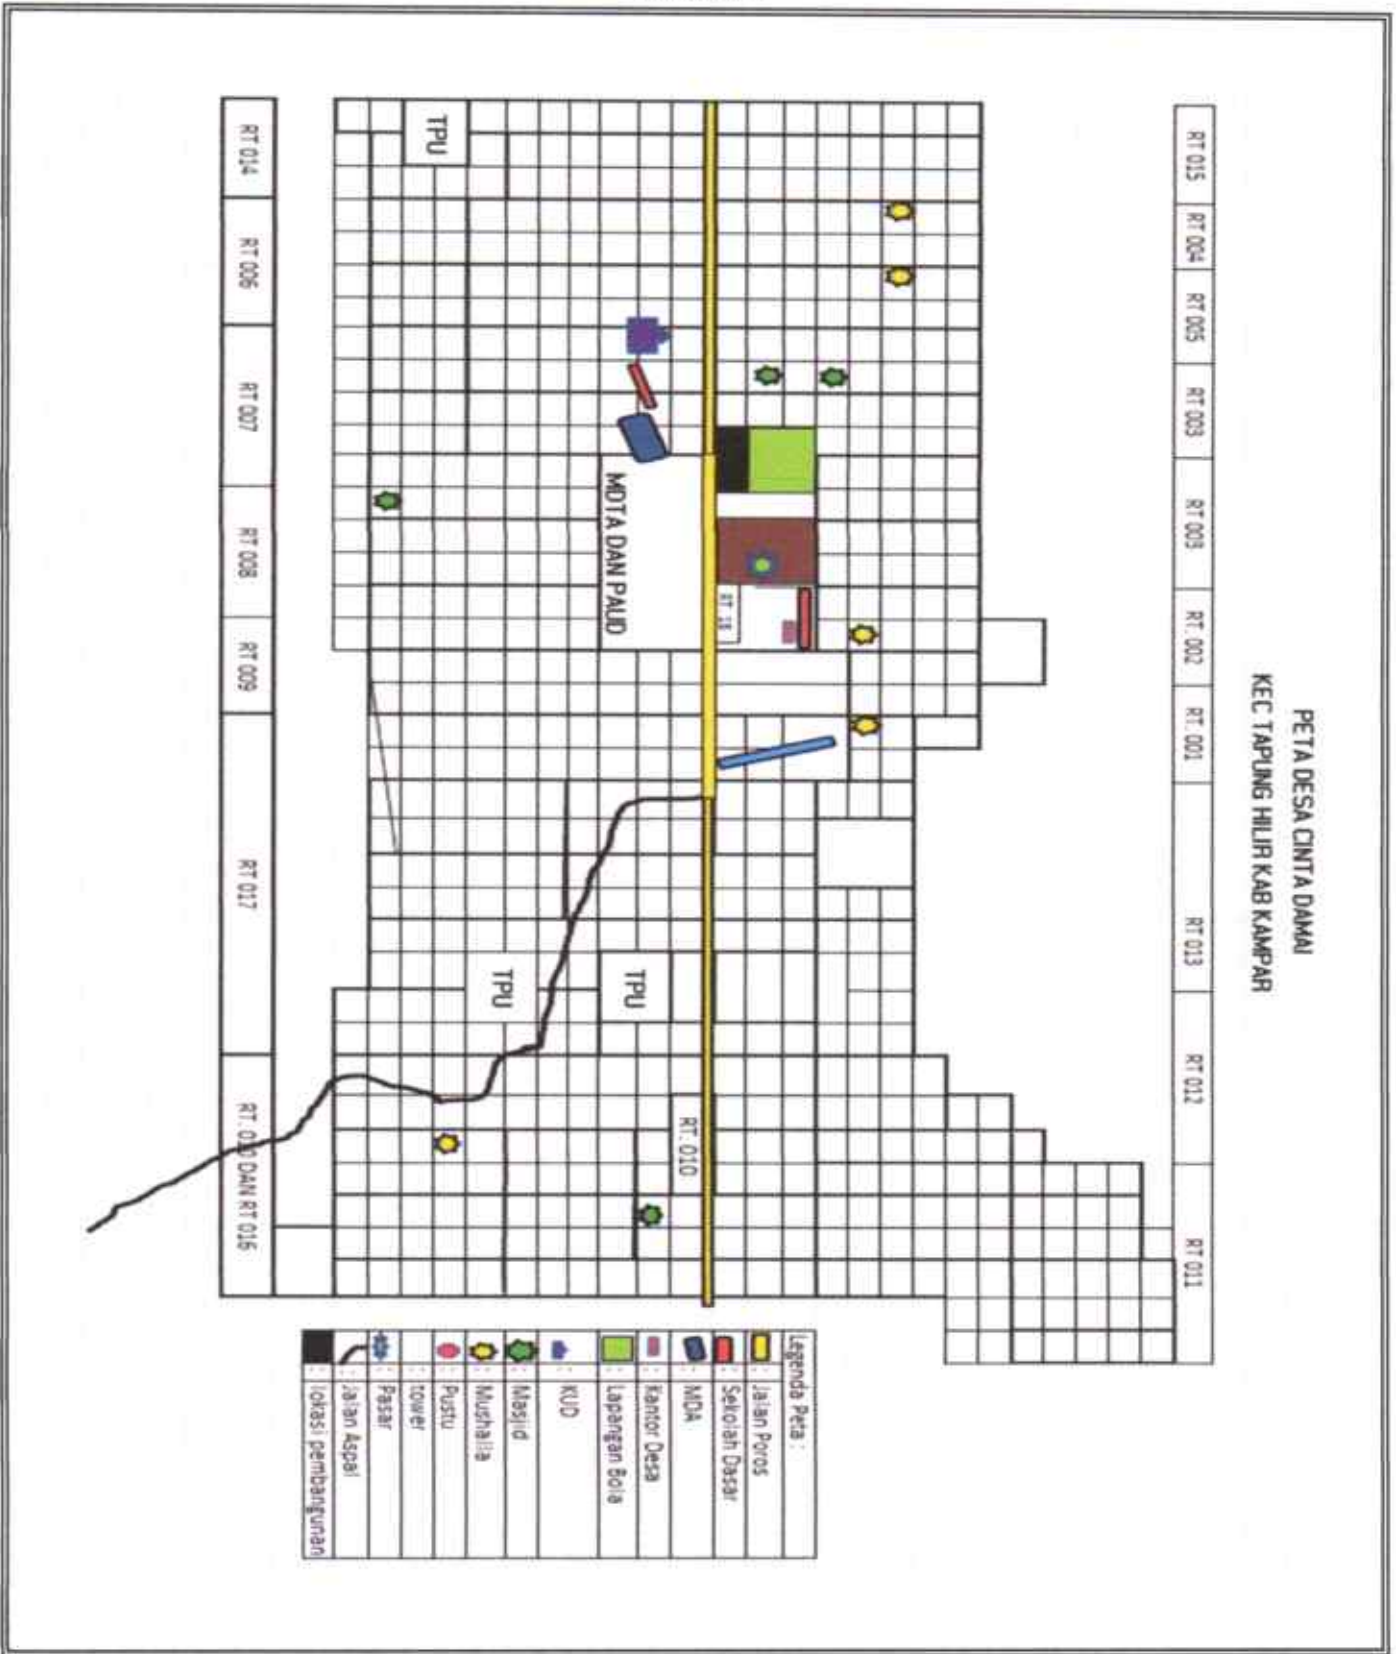 PETA DESA CINTA DAMAI
KEC TAPUNG HILIR KAB KAMPAR
RT 015
RT 004
RT 005
RT 003
RT 003
RT. 002
RT. 001
RT 013
RT 012
RT 011
RT 18
MDTA DAN PAUD
TPU
TPU
TPU
RT. 010
RT 014
RT 006
RT 007
RT 008
RT 009
RT 017
RT. 010 DAN RT 016
Legenda Peta :
: Jalan Poros
: Sekolah Dasar
: MDA
: Kantor Desa
: Lapangan Bola
: KUD
: Masjid
: Mushalla
: Pustu
: tower
: Pasar
: Jalan Aspal
: lokasi pembangunan